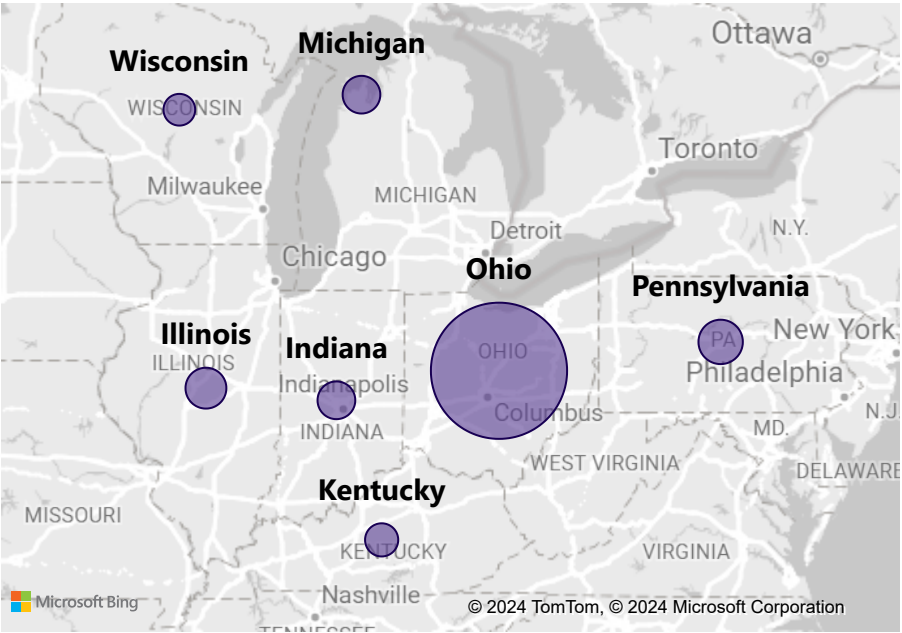 Ottawa
Michigan
Wisconsin
WISCONSIN
Toronto
Milwaukee
MICHIGAN
N.Y.
Detroit
Chicago
Ohio
Pennsylvania
Illinois
New York
PA
Indiana
OHIO
ILLINOIS
Philadelphia
Indianapolis
Columbus
N.J.
MD.
INDIANA
WEST VIRGINIA
DELAWARE
Kentucky
MISSOURI
KENTUCKY
VIRGINIA
Nashville
Microsoft Bing
© 2024 TomTom, © 2024 Microsoft Corporation
TENNESSEE